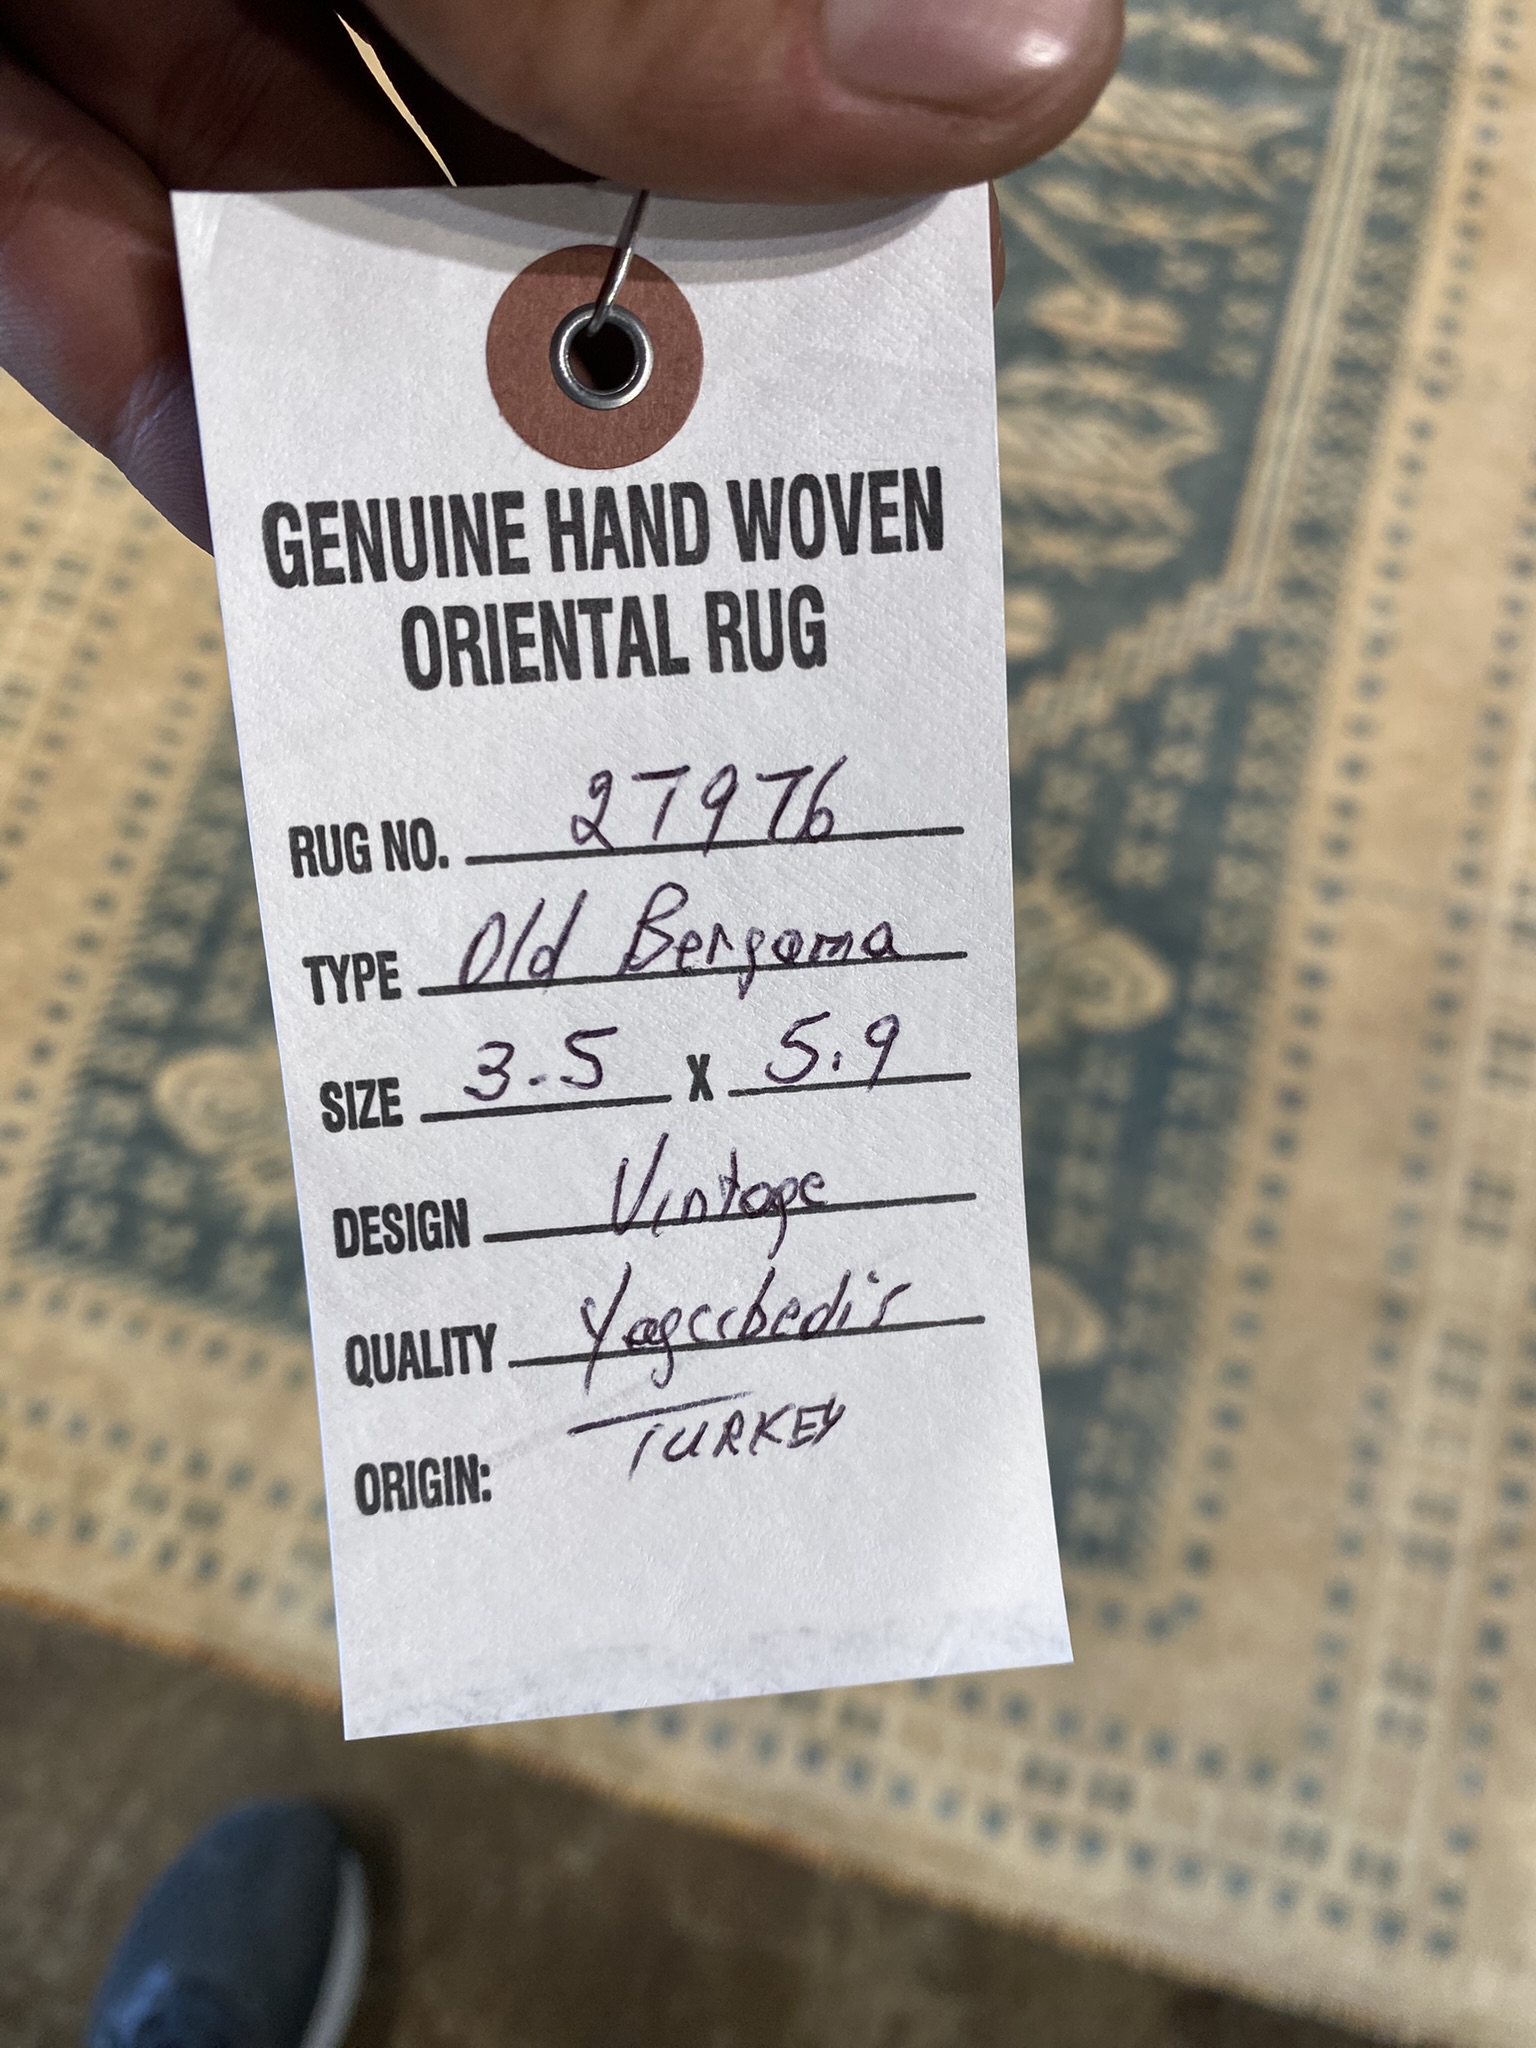 GENUINE HAND WOVEN
ORIENTAL RUG
RUG NO. 27976
TYPE Old Bergama
SIZE 3.5 X 5.9
DESIGN Vintage
QUALITY Yagccbedir
ORIGIN: TURKEY